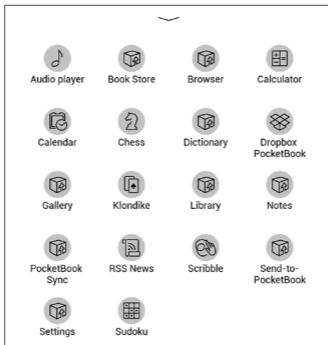 Audio player
Book Store
Browser
Calculator
Calendar
Chess
Dictionary
Dropbox
PocketBook
Gallery
Klondike
Library
Notes
PocketBook
Sync
RSS News
Scribble
Send-to-
PocketBook
Settings
Sudoku